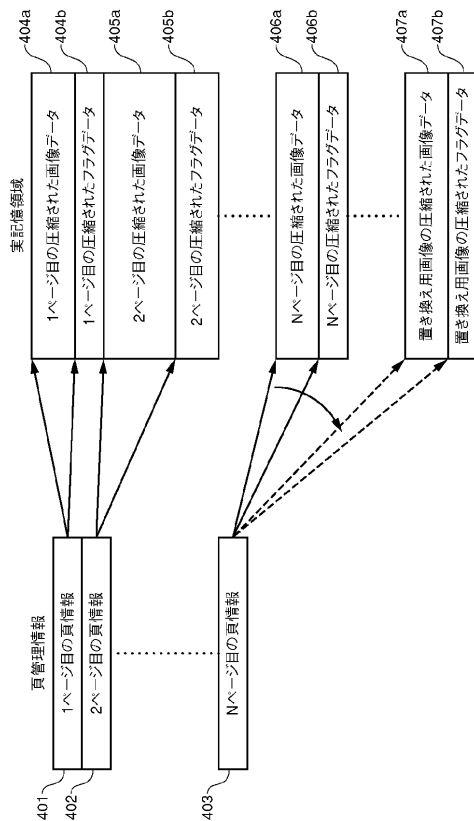 頁管理情報
401
1ページ目の頁情報
402
2ページ目の頁情報
403
Nページ目の頁情報
実記憶領域
1ページ目の圧縮された画像データ
404a
1ページ目の圧縮されたフラグデータ
404b
2ページ目の圧縮された画像データ
405a
2ページ目の圧縮されたフラグデータ
405b
Nページ目の圧縮された画像データ
406a
Nページ目の圧縮されたフラグデータ
406b
置き換え用画像の圧縮された画像データ
407a
置き換え用画像の圧縮されたフラグデータ
407b